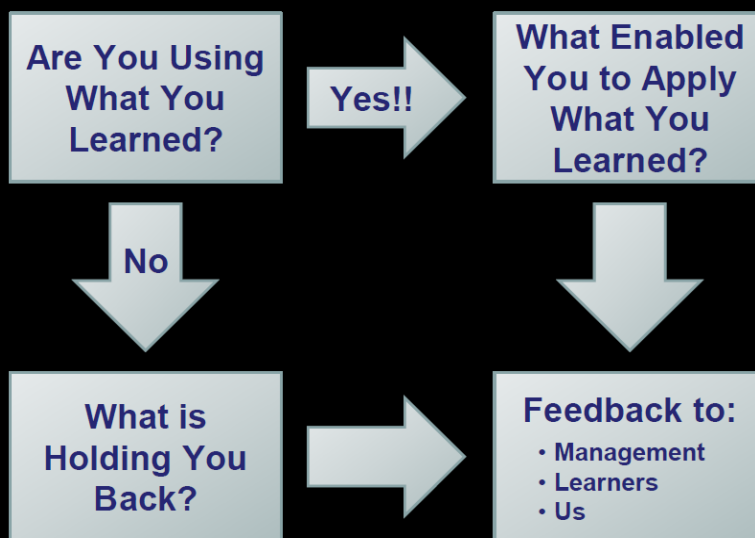 Are You Using
What You
Learned?
Yes!!
What Enabled
You to Apply
What You
Learned?
No
What is
Holding You
Back?
Feedback to:
• Management
• Learners
• Us